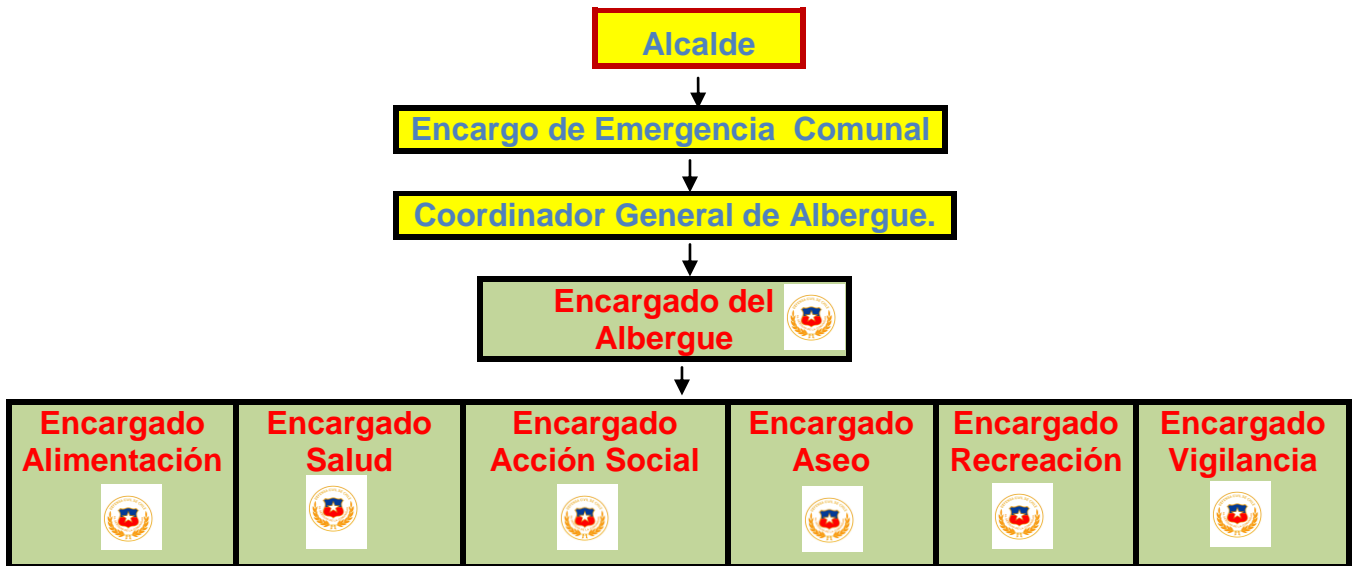 Alcalde
Encargo de Emergencia  Comunal
Coordinador General de Albergue.
Encargado del
Albergue
Encargado
Alimentación
Encargado
Salud
Encargado
Acción Social
Encargado
Aseo
Encargado
Recreación
Encargado
Vigilancia